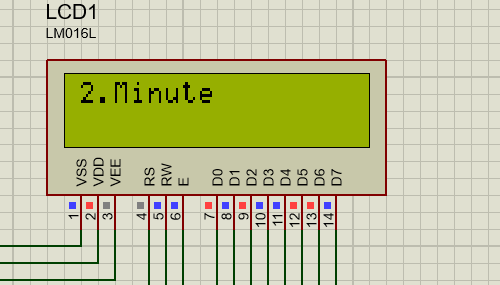 LCD1
LM016L
2.Minute
VSS VDD VEE RS RW E D0 D1 D2 D3 D4 D5 D6 D7
1 2 3 4 5 6 7 8 9 10 11 12 13 14